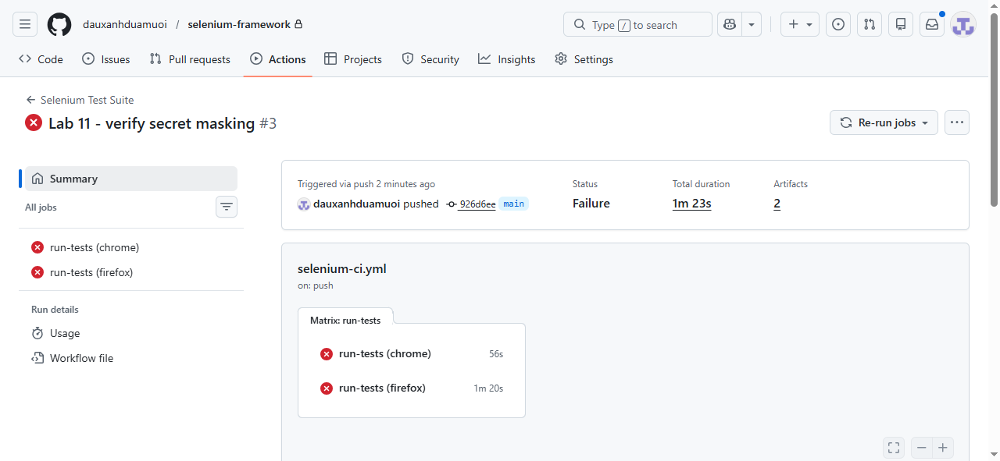 dauxanhduamuoi / selenium-framework
Type / to search
Code Issues Pull requests Actions Projects Security Insights Settings
Selenium Test Suite
Lab 11 - verify secret masking #3
Re-run jobs
Summary
All jobs
run-tests (chrome)
run-tests (firefox)
Run details
Usage
Workflow file
Triggered via push 2 minutes ago
dauxanhduamuoi pushed 926d6ee main
Status
Failure
Total duration
1m 23s
Artifacts
2
selenium-ci.yml
on: push
Matrix: run-tests
run-tests (chrome) 56s
run-tests (firefox) 1m 20s